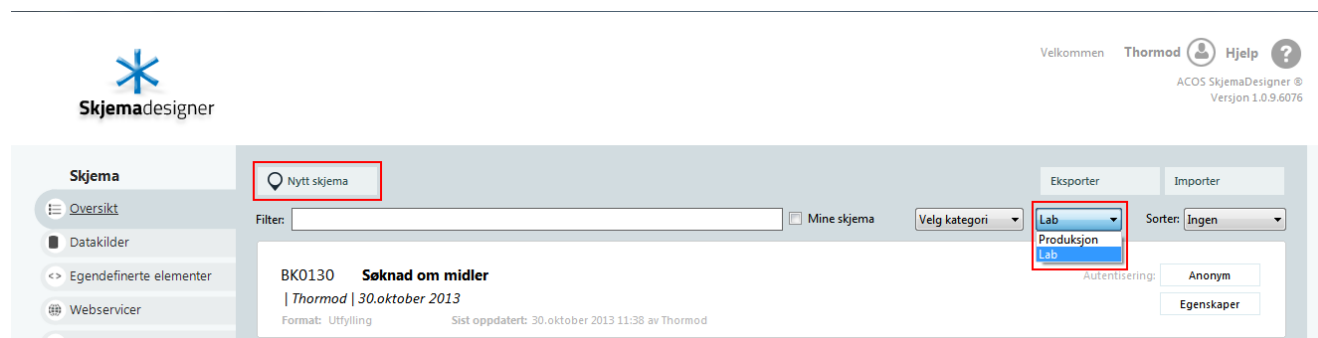 Skjemadesigner
Velkommen Thormod Hjelp ?
ACOS SkjemaDesigner ®
Versjon 1.0.9.6076
Skjema
Oversikt
Datakilder
Egendefinerte elementer
Webservicer
Nytt skjema
Eksporter
Importer
Filter:
Mine skjema
Velg kategori
Lab
Produksjon
Lab
Sorter: Ingen
BK0130 Søknad om midler
| Thormod | 30.oktober 2013
Format: Utfylling Sist oppdatert: 30.oktober 2013 11:38 av Thormod
Autentisering: Anonym
Egenskaper